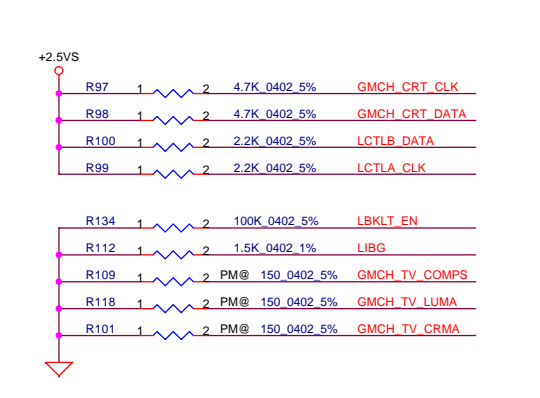 +2.5VS
R97 1 2 4.7K_0402_5% GMCH_CRT_CLK
R98 1 2 4.7K_0402_5% GMCH_CRT_DATA
R100 1 2 2.2K_0402_5% LCTLB_DATA
R99 1 2 2.2K_0402_5% LCTLA_CLK
R134 1 2 100K_0402_5% LBKLT_EN
R112 1 2 1.5K_0402_1% LIBG
R109 1 2 PM@ 150_0402_5% GMCH_TV_COMPS
R118 1 2 PM@ 150_0402_5% GMCH_TV_LUMA
R101 1 2 PM@ 150_0402_5% GMCH_TV_CRMA